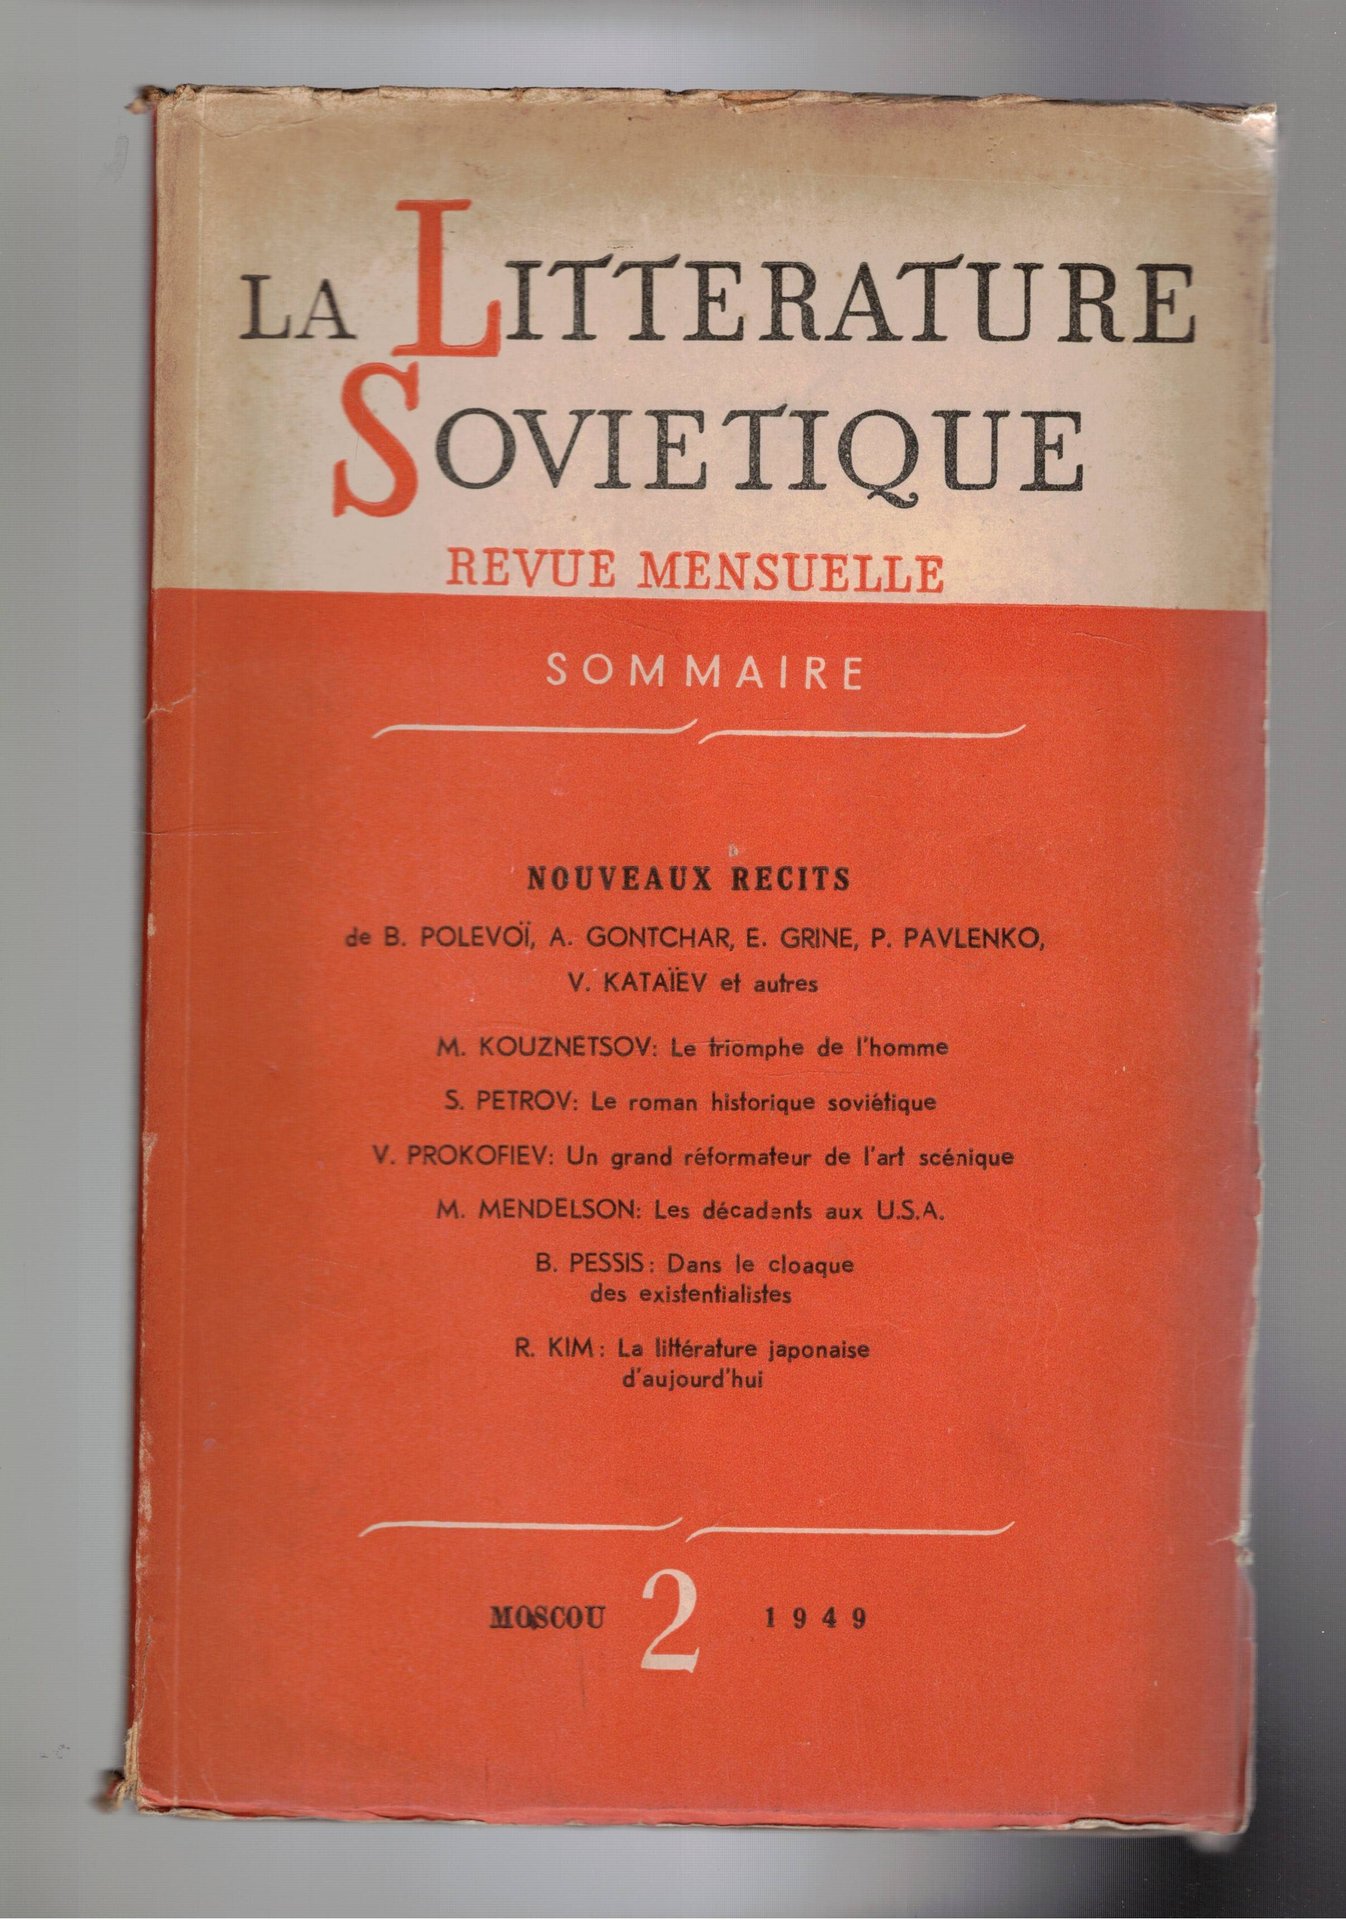 LA LITTERATURE
SOVIETIQUE
REVUE MENSUELLE
SOMMAIRE
NOUVEAUX RECITS
de B. POLEVOÏ, A. GONTCHAR, E. GRINE, P. PAVLENKO,
V. KATAÏEV et autres
M. KOUZNETSOV: Le triomphe de l'homme
S. PETROV: Le roman historique soviétique
V. PROKOFIEV: Un grand réformateur de l'art scénique
M. MENDELSON: Les décadents aux U.S.A.
B. PESSIS: Dans le cloaque
des existentialistes
R. KIM: La littérature japonaise
d'aujourd'hui
MOSCOU 2 1949